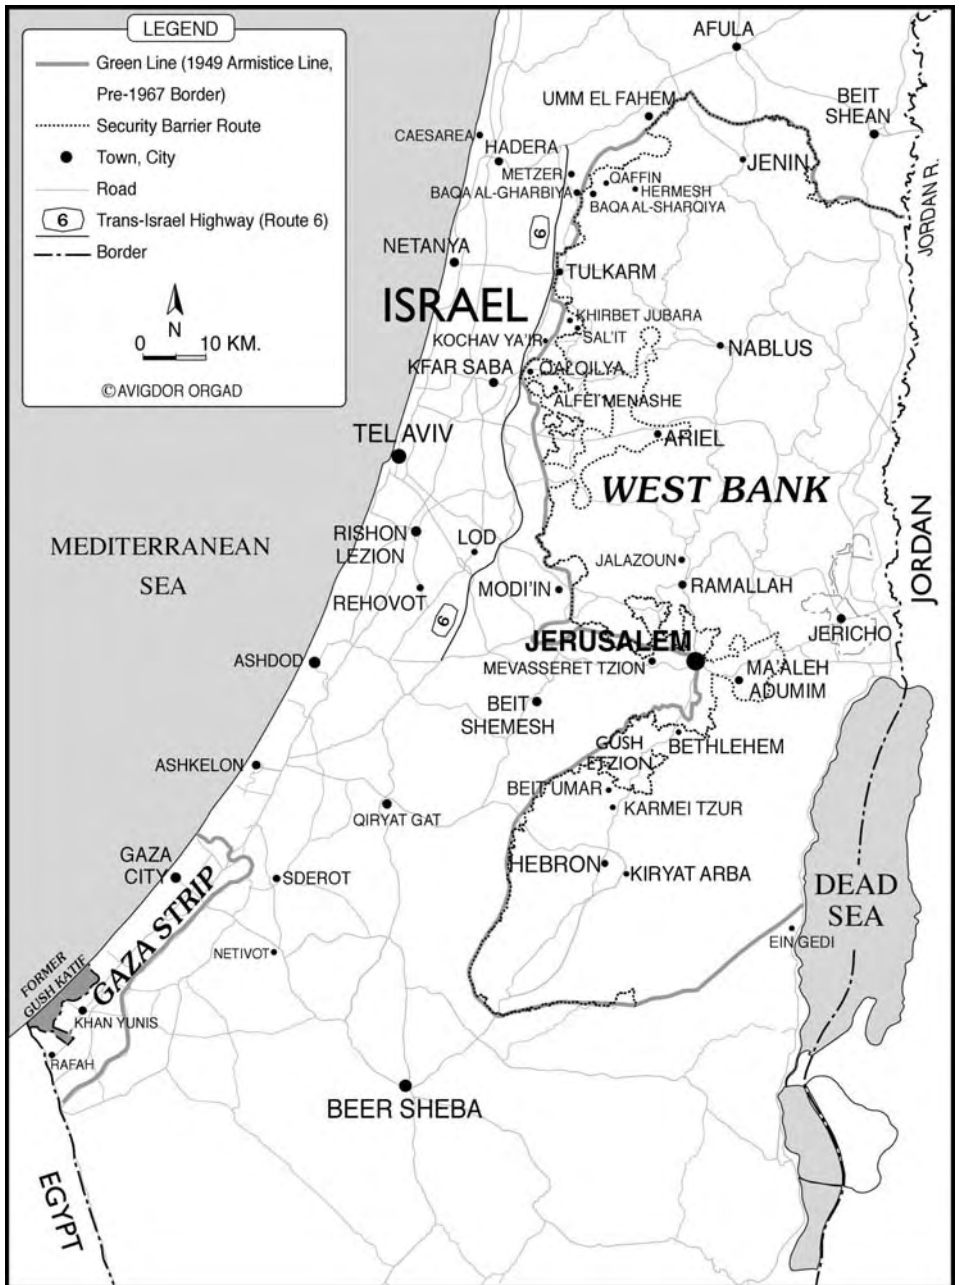 LEGEND
Green Line (1949 Armistice Line,
Pre-1967 Border)
Security Barrier Route
Town, City
Road
6
Trans-Israel Highway (Route 6)
Border
N
0 10 KM.
©AVIGDOR ORGAD
AFULA
UMM EL FAHEM
BEIT
SHEAN
CAESAREA
HADERA
JENIN
METZER
QAFFIN
HERMESH
BAQA AL-GHARBIYA
BAQA AL-SHARQIYA
JORDAN R.
6
NETANYA
TULKARM
ISRAEL
KHIRBET JUBARA
SAL'IT
KOCHAV YA'IR
NABLUS
KFAR SABA
QALQILYA
ALFEI MENASHE
TEL AVIV
ARIEL
WEST BANK
MEDITERRANEAN
SEA
RISHON
LEZION
LOD
JORDAN
JALAZOUN
RAMALLAH
REHOVOT
MODI'IN
6
JERICHO
JERUSALEM
ASHDOD
MEVASSERET TZION
MA'ALEH
ADUMIM
BEIT
SHEMESH
GUSH
ETZION
BETHLEHEM
ASHKELON
BEIT UMAR
KARMEI TZUR
QIRYAT GAT
GAZA
CITY
SDEROT
HEBRON
KIRYAT ARBA
DEAD
SEA
GAZA STRIP
EIN GEDI
NETIVOT
FORMER
GUSH KATIF
KHAN YUNIS
RAFAH
BEER SHEBA
EGYPT